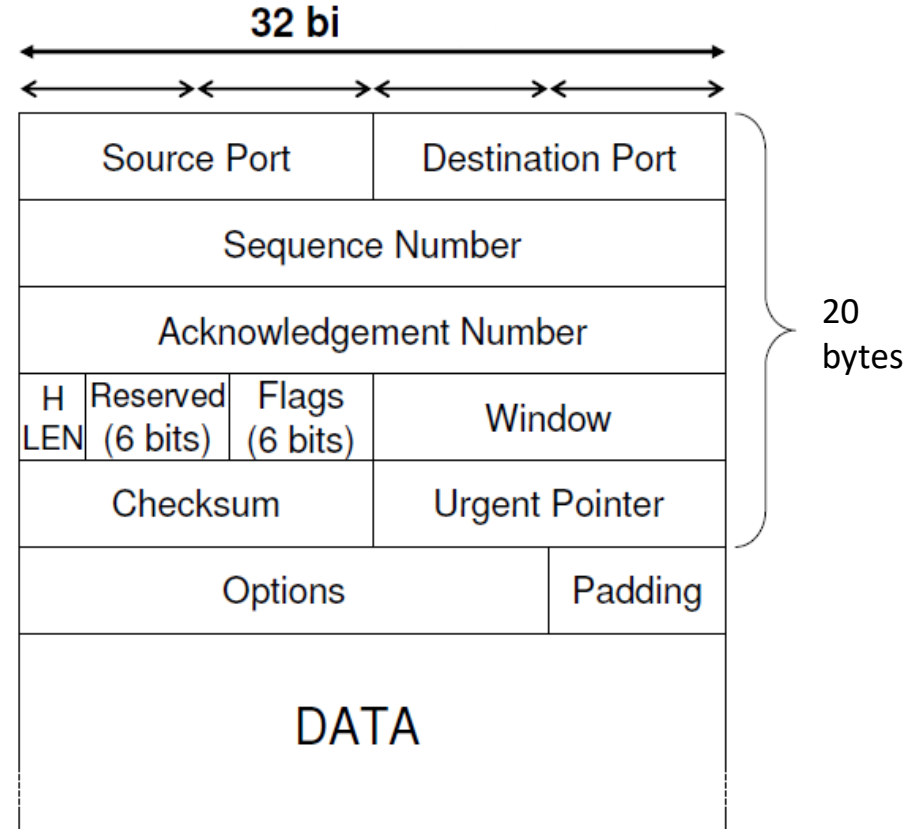 32 bi
Source Port
Destination Port
Sequence Number
Acknowledgement Number
20
bytes
H
LEN
Reserved
(6 bits)
Flags
(6 bits)
Window
Checksum
Urgent Pointer
Options
Padding
DATA